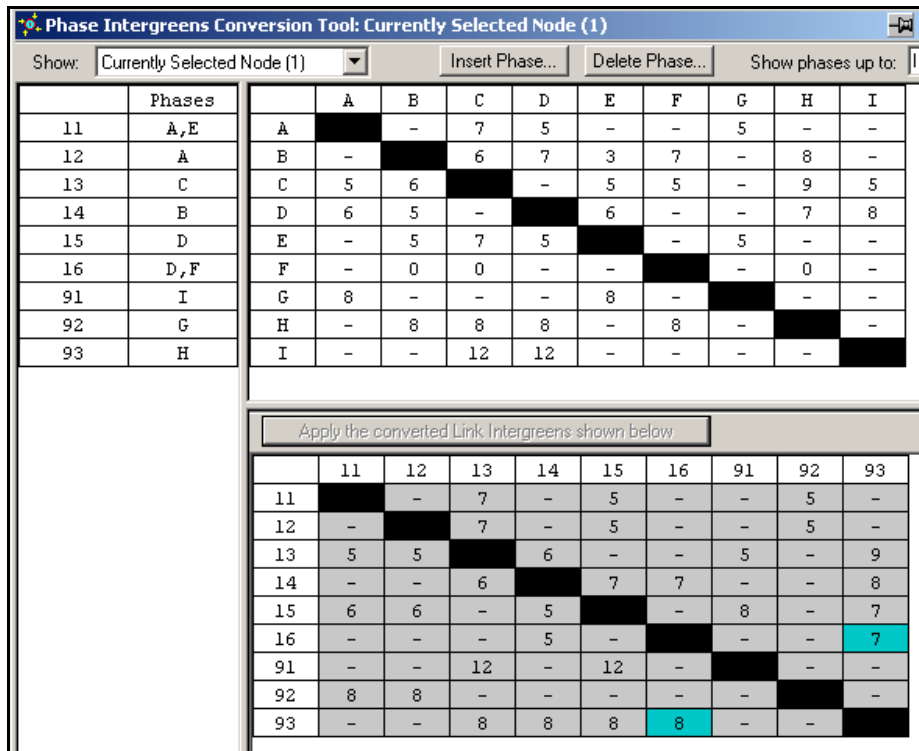 Phase Intergreens Conversion Tool: Currently Selected Node (1)
Show: Currently Selected Node (1) Insert Phase... Delete Phase... Show phases up to: I
Phases
11 A,E
12 A
13 C
14 B
15 D
16 D,F
91 I
92 G
93 H
A B C D E F G H I
A - 7 5 - - 5 - -
B - 6 7 3 7 - 8 -
C 5 6 - 5 5 - 9 5
D 6 5 - 6 - - 7 8
E - 5 7 5 - 5 - -
F - 0 0 - - - 0 -
G 8 - - - 8 - - -
H - 8 8 8 - 8 - -
I - - 12 12 - - - -
Apply the converted Link Intergreens shown below
11 12 13 14 15 16 91 92 93
11 - 7 - 5 - - 5 -
12 - 7 - 5 - - 5 -
13 5 5 6 - - 5 - 9
14 - - 6 7 7 - - 8
15 6 6 - 5 - 8 - 7
16 - - - 5 - - - 7
91 - - 12 - 12 - - -
92 8 8 - - - - - -
93 - - 8 8 8 8 - -